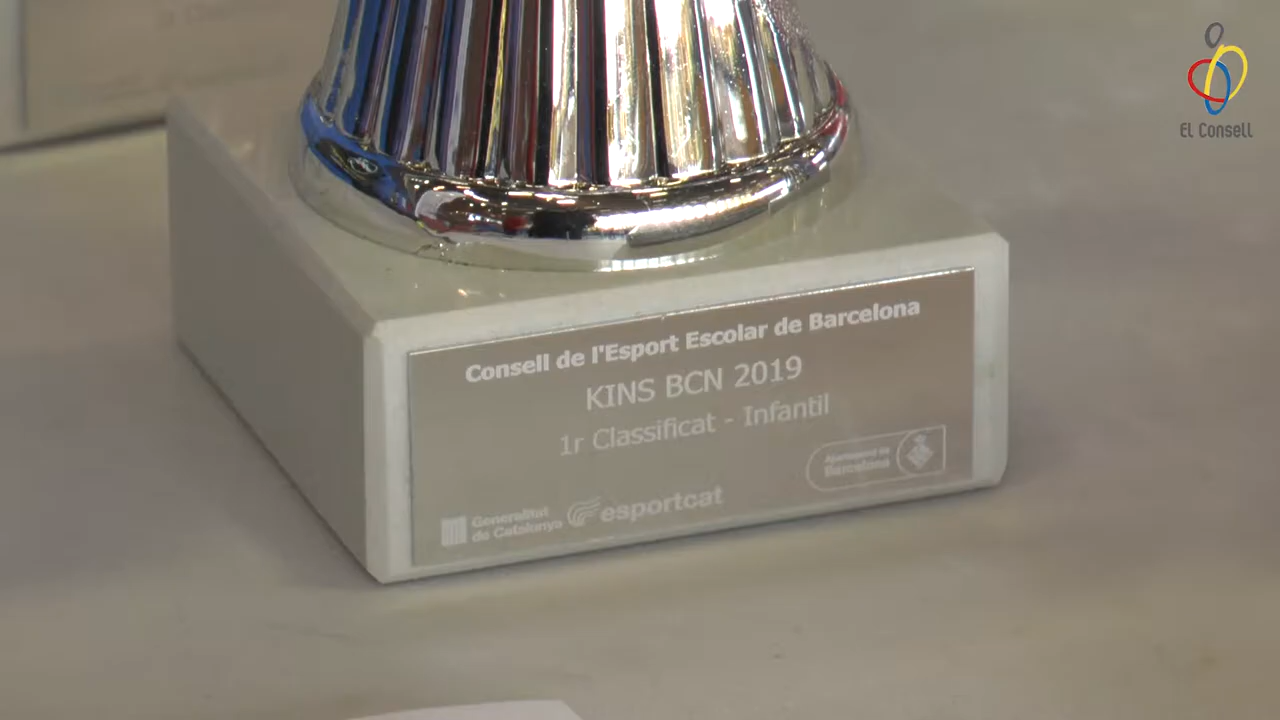 EL CONSELL
Consell de l'Esport Escolar de Barcelona
KINS BCN 2019
1r Classificat - Infantil
Ajuntament de
Barcelona
Generalitat
de Catalunya
esportcat